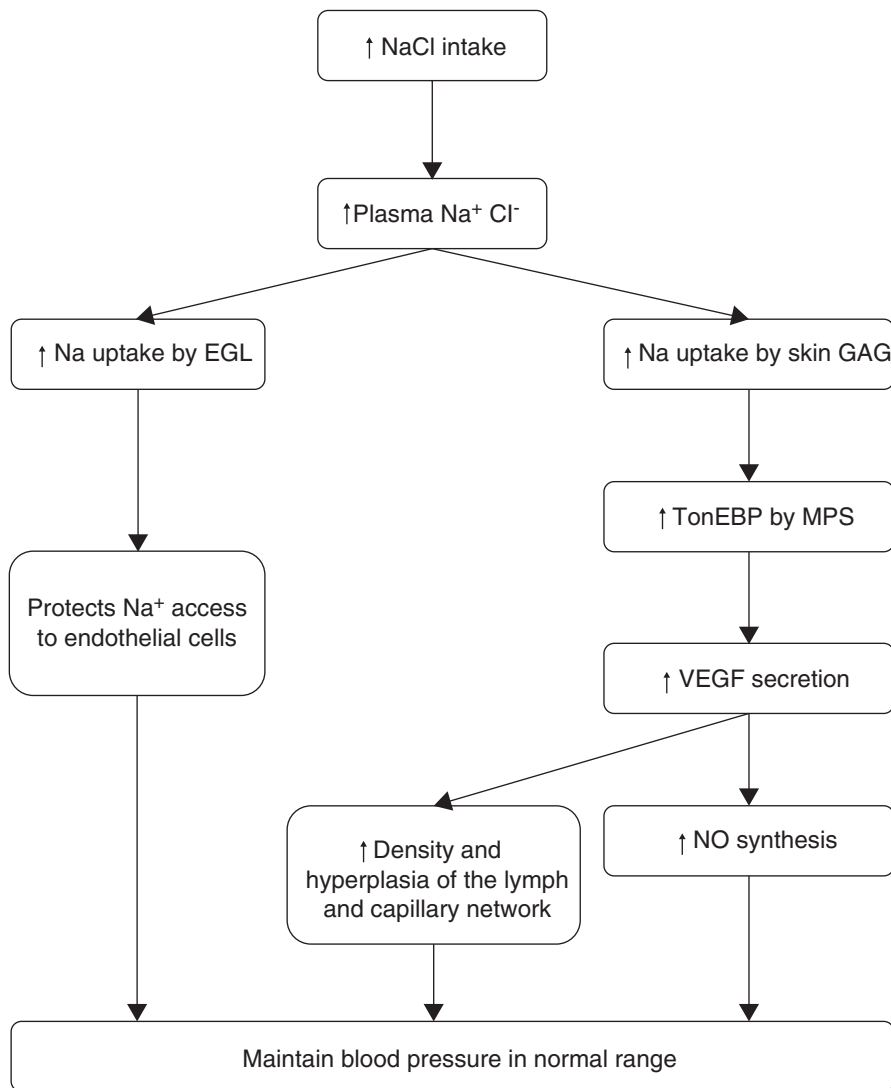 ↑ NaCl intake
↑Plasma Na⁺ Cl⁻
↑ Na uptake by EGL
↑ Na uptake by skin GAG
↑ TonEBP by MPS
Protects Na⁺ access
to endothelial cells
↑ VEGF secretion
↑ Density and
hyperplasia of the lymph
and capillary network
↑ NO synthesis
Maintain blood pressure in normal range